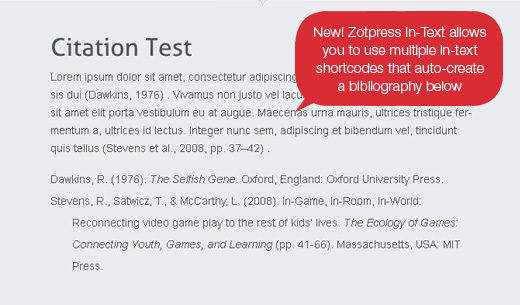 New! Zotpress In-Text allows
you to use multiple in-text
shortcodes that auto-create
a bibliography below
Citation Test
Lorem ipsum dolor sit amet, consectetur adipiscing
sis dui (Dawkins, 1976) . Vivamus non justo vel lacu
sit amet elit porta vestibulum eu at augue. Maecenas urna mauris, ultrices tristique fer-
mentum a, ultrices id lectus. Integer nunc sem, adipiscing et bibendum vel, tincidunt
quis tellus (Stevens et al., 2008, pp. 37–42) .
Dawkins, R. (1976). The Selfish Gene. Oxford, England: Oxford University Press.
Stevens, R., Satwicz, T., & McCarthy, L. (2008). In-Game, In-Room, In-World:
Reconnecting video game play to the rest of kids' lives. The Ecology of Games:
Connecting Youth, Games, and Learning (pp. 41-66). Massachusetts, USA: MIT
Press.